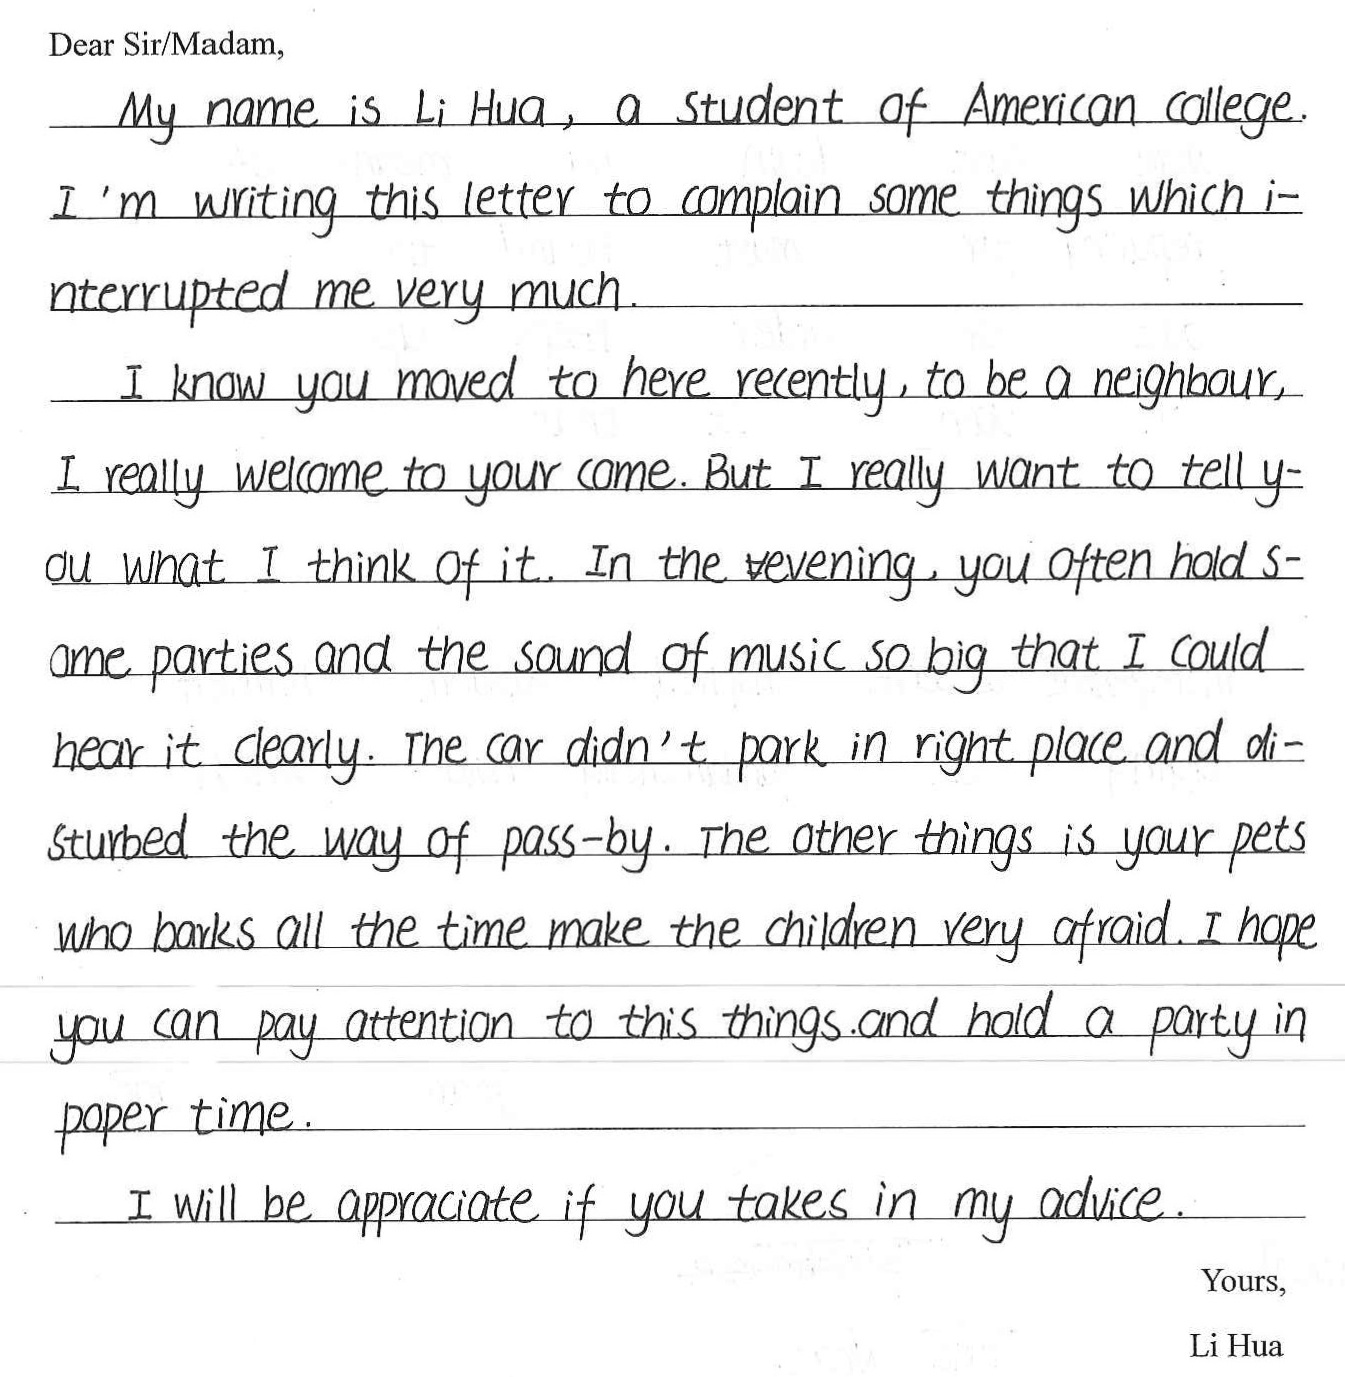 Dear Sir/Madam,
My name is Li Hua, a student of American college.
I'm writing this letter to complain some things which i-
nterrupted me very much.
I know you moved to here recently, to be a neighbour,
I really welcome to your come. But I really want to tell y-
ou what I think of it. In the evening, you often hold s-
ome parties and the sound of music so big that I could
hear it clearly. The car didn't park in right place and di-
sturbed the way of pass-by. The other things is your pets
who barks all the time make the children very afraid. I hope
you can pay attention to this things.and hold a party in
poper time.
I will be appraciate if you takes in my advice.
Yours,
Li Hua